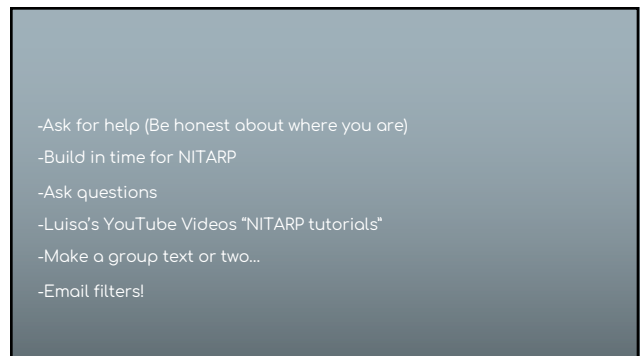 -Ask for help (Be honest about where you are)
-Build in time for NITARP
-Ask questions
-Luisa’s YouTube Videos “NITARP tutorials”
-Make a group text or two...
-Email filters!